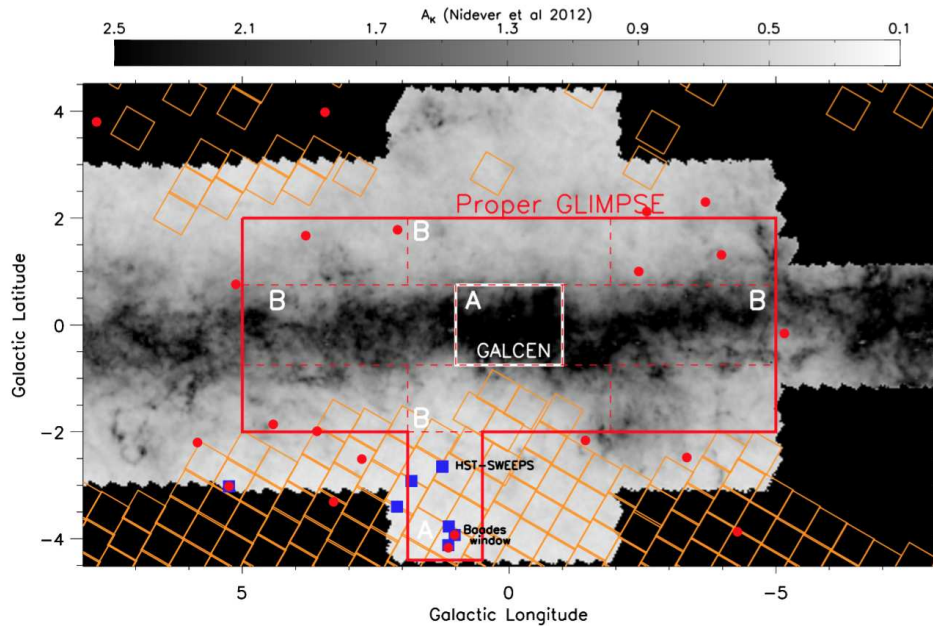 A_K (Nidever et al 2012)
2.5 2.1 1.7 1.3 0.9 0.5 0.1
4
Proper GLIMPSE
2
B
B A B
0
GALCEN
Galactic Latitude
-2
B
HST-SWEEPS
A Baades
window
-4
5 0 -5
Galactic Longitude